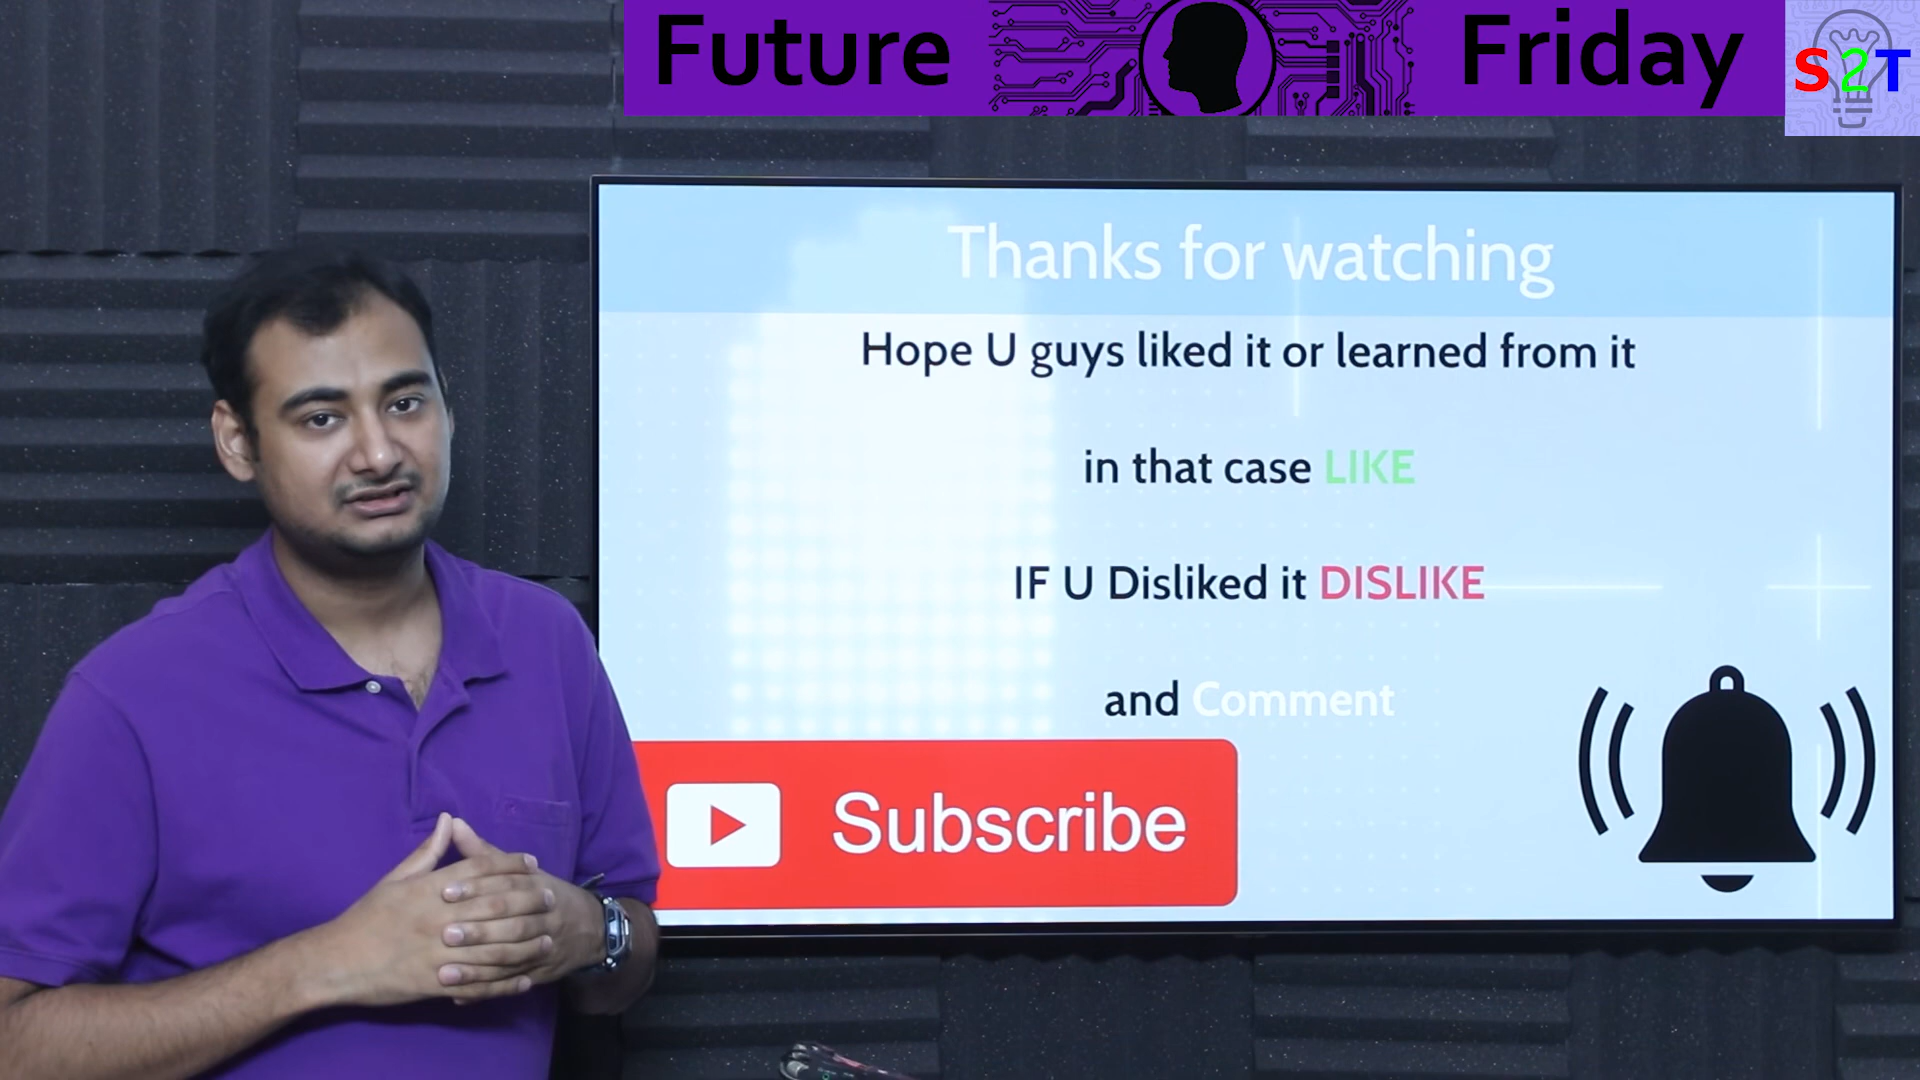 Future Friday
S2T
Thanks for watching
Hope U guys liked it or learned from it
in that case LIKE
IF U Disliked it DISLIKE
and Comment
Subscribe